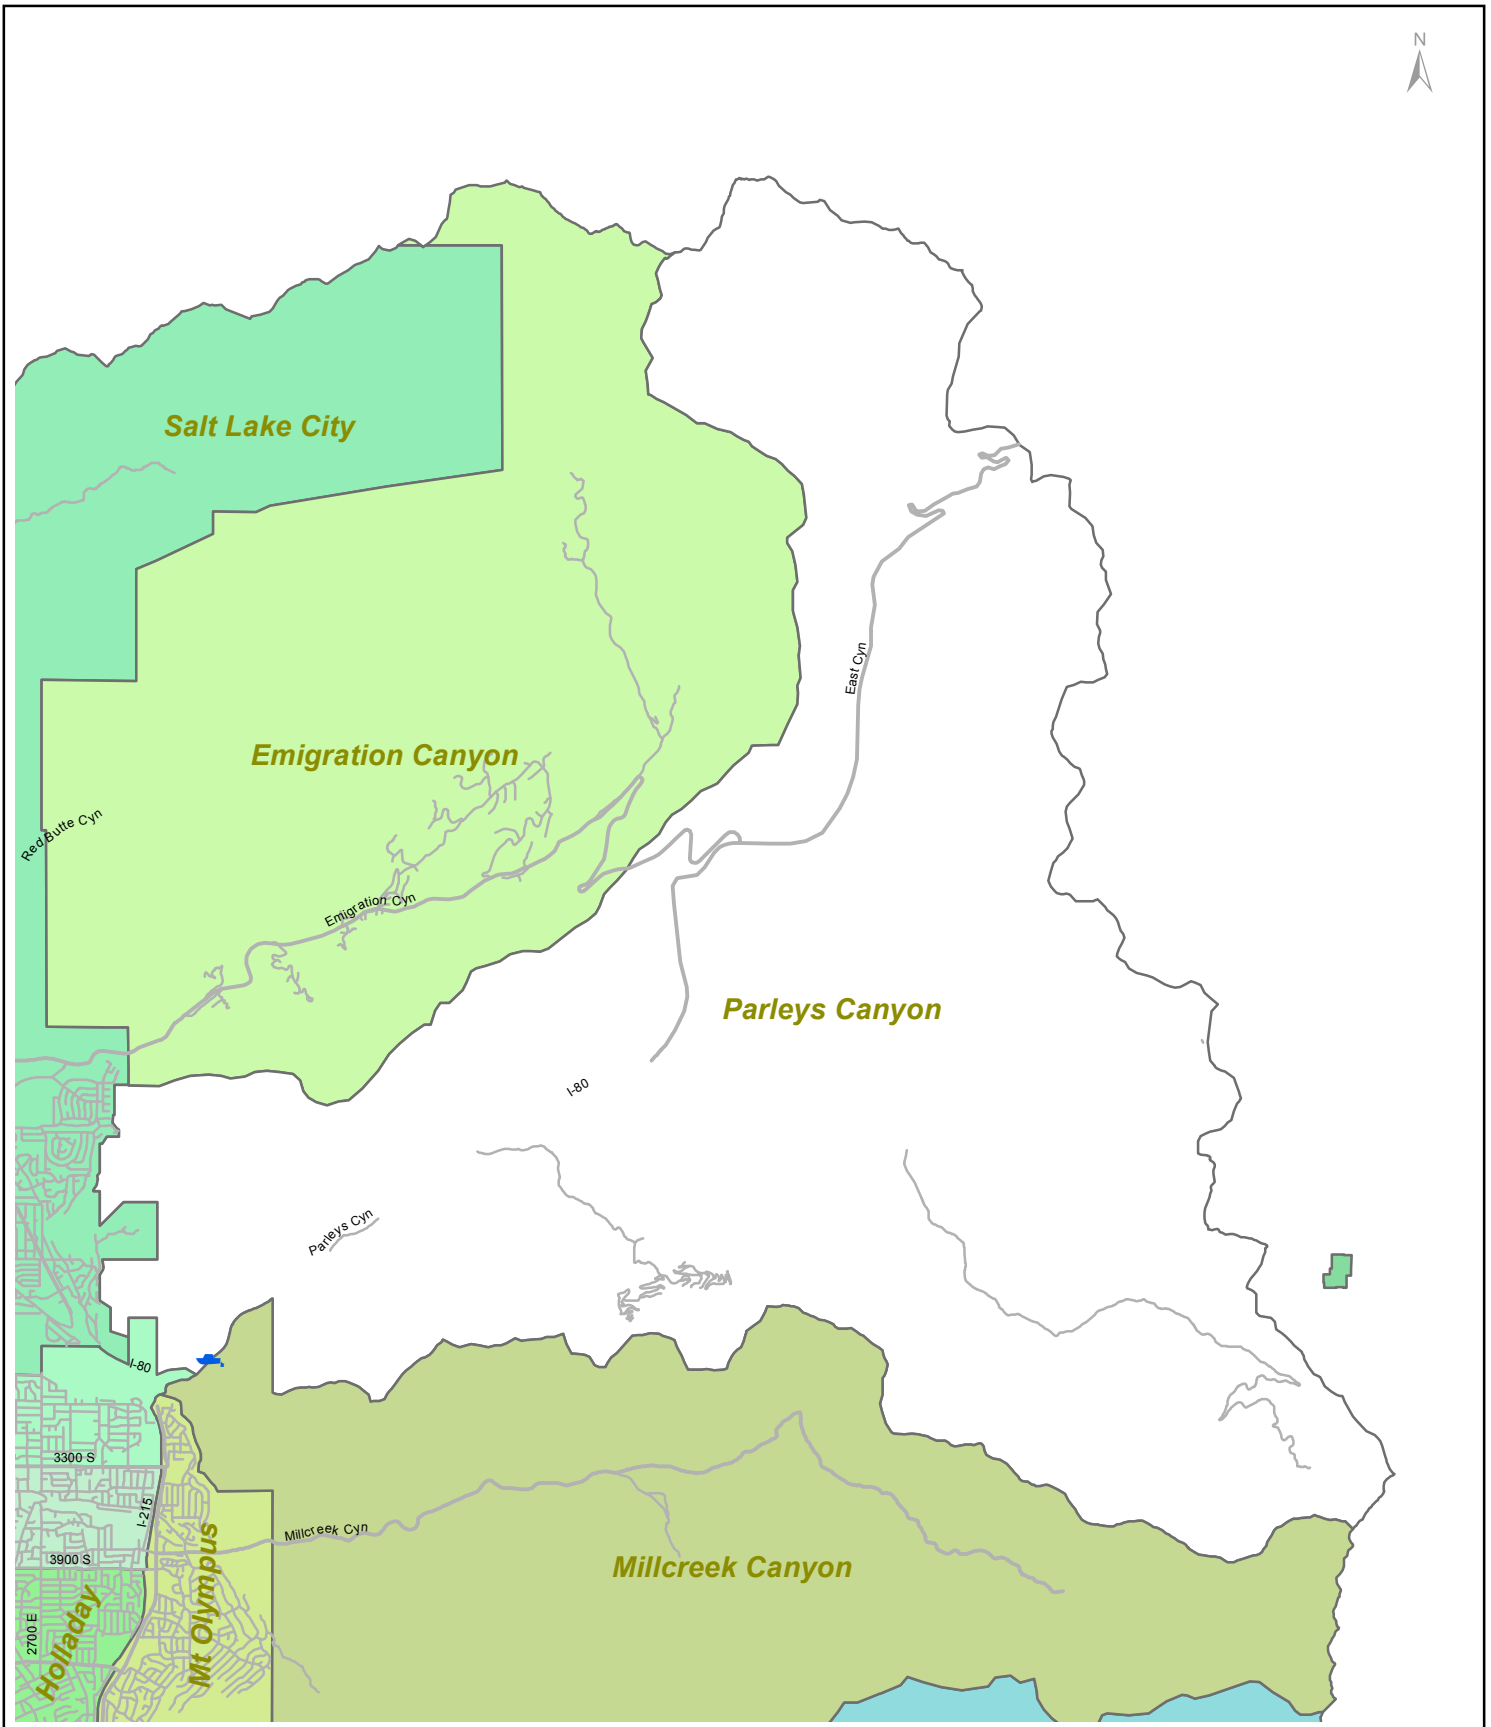 N
Salt Lake City
East Cyn
Emigration Canyon
Red Butte Cyn
Emigration Cyn
Parleys Canyon
I-80
Parleys Cyn
I-80
3300 S
I-215
Millcreek Cyn
3900 S
Millcreek Canyon
2700 E
Holladay
Mt Olympus